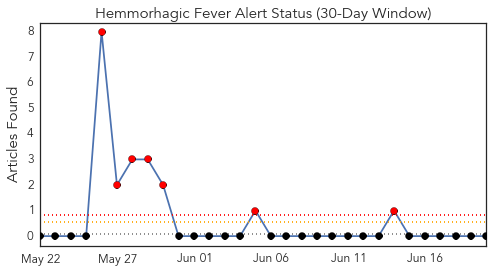 Hemmorhagic Fever Alert Status (30-Day Window)
Articles Found
8
7
6
5
4
3
2
1
0
May 22
May 27
Jun 01
Jun 06
Jun 11
Jun 16